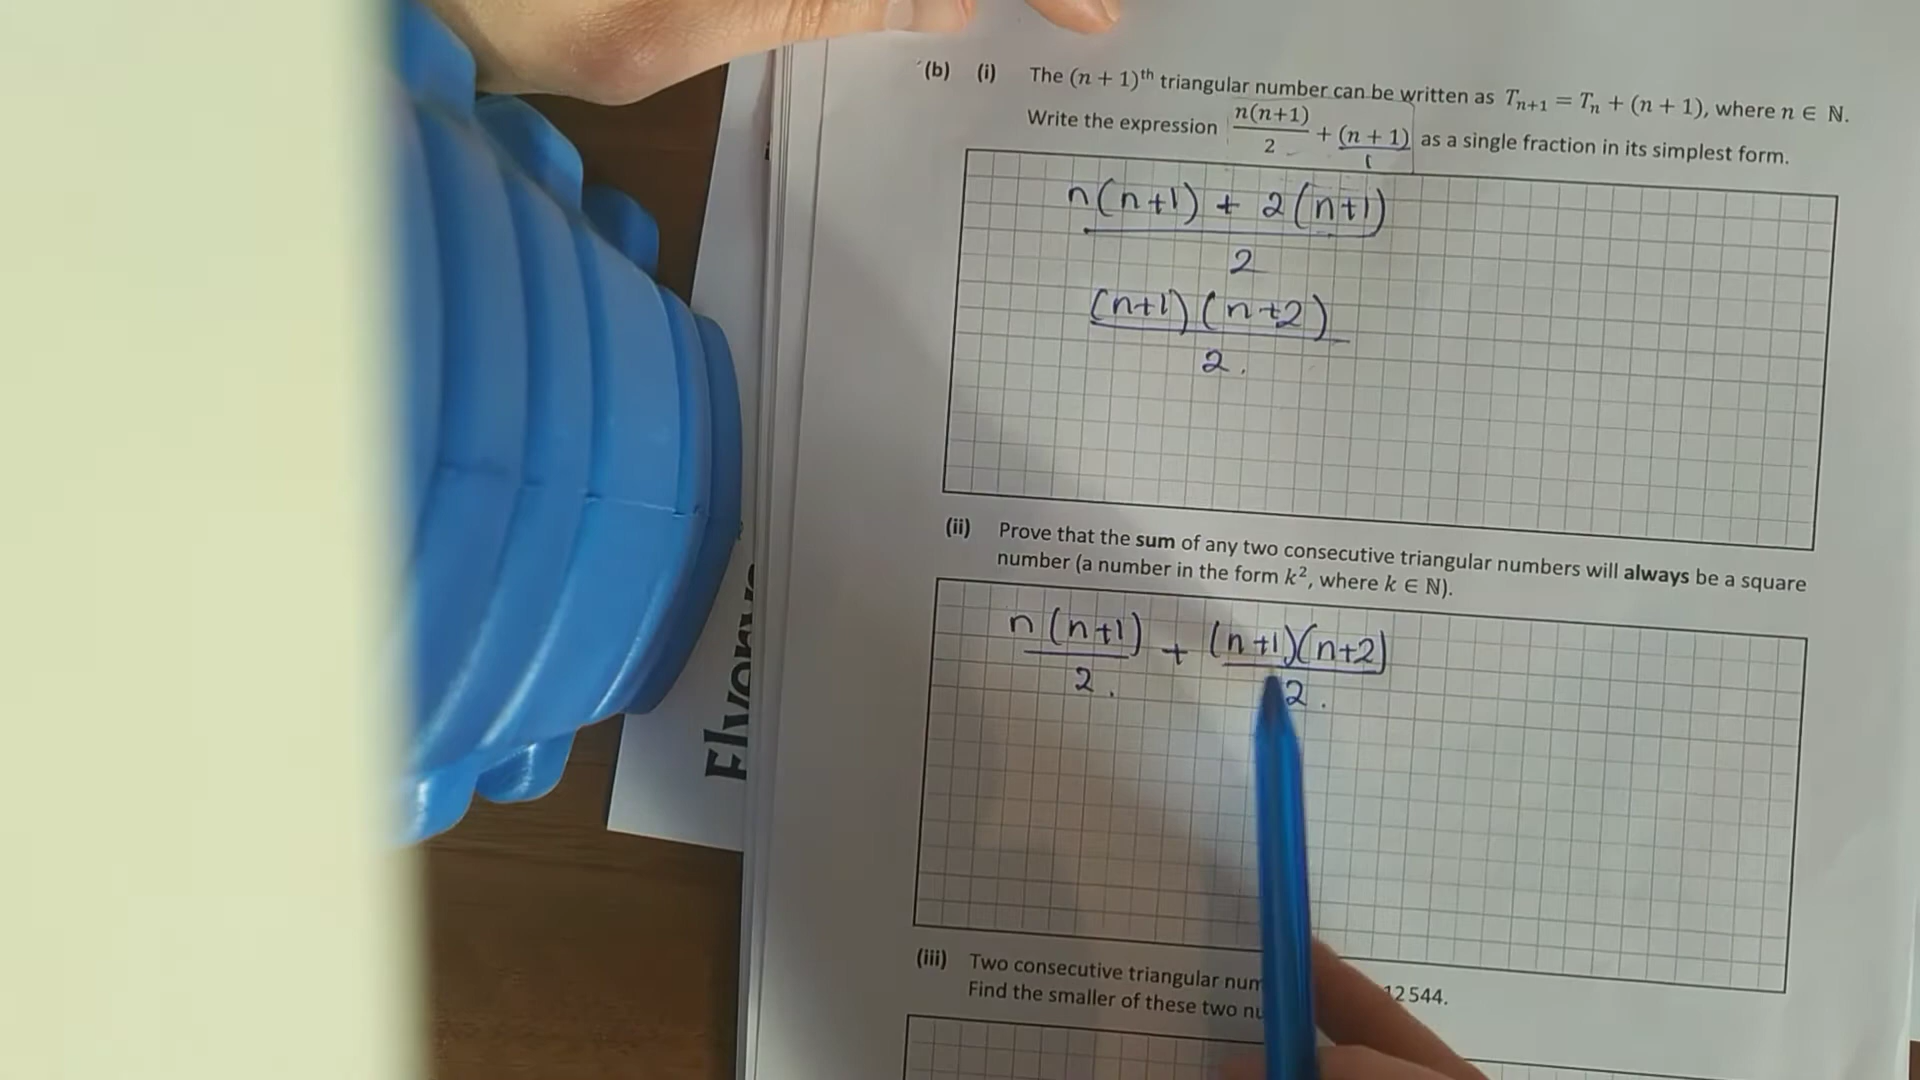 (b) (i) The (n + 1)th triangular number can be written as Tn+1 = Tn + (n + 1), where n ∈ ℕ.
Write the expression n(n+1)/2 + (n + 1)/1 as a single fraction in its simplest form.
n(n+1) + 2(n+1)
2
(n+1)(n+2)
2.
(ii) Prove that the sum of any two consecutive triangular numbers will always be a square
number (a number in the form k², where k ∈ ℕ).
n(n+1)/2. + (n+1)(n+2)/2.
(iii) Two consecutive triangular 12 544.
Find the smaller of these two